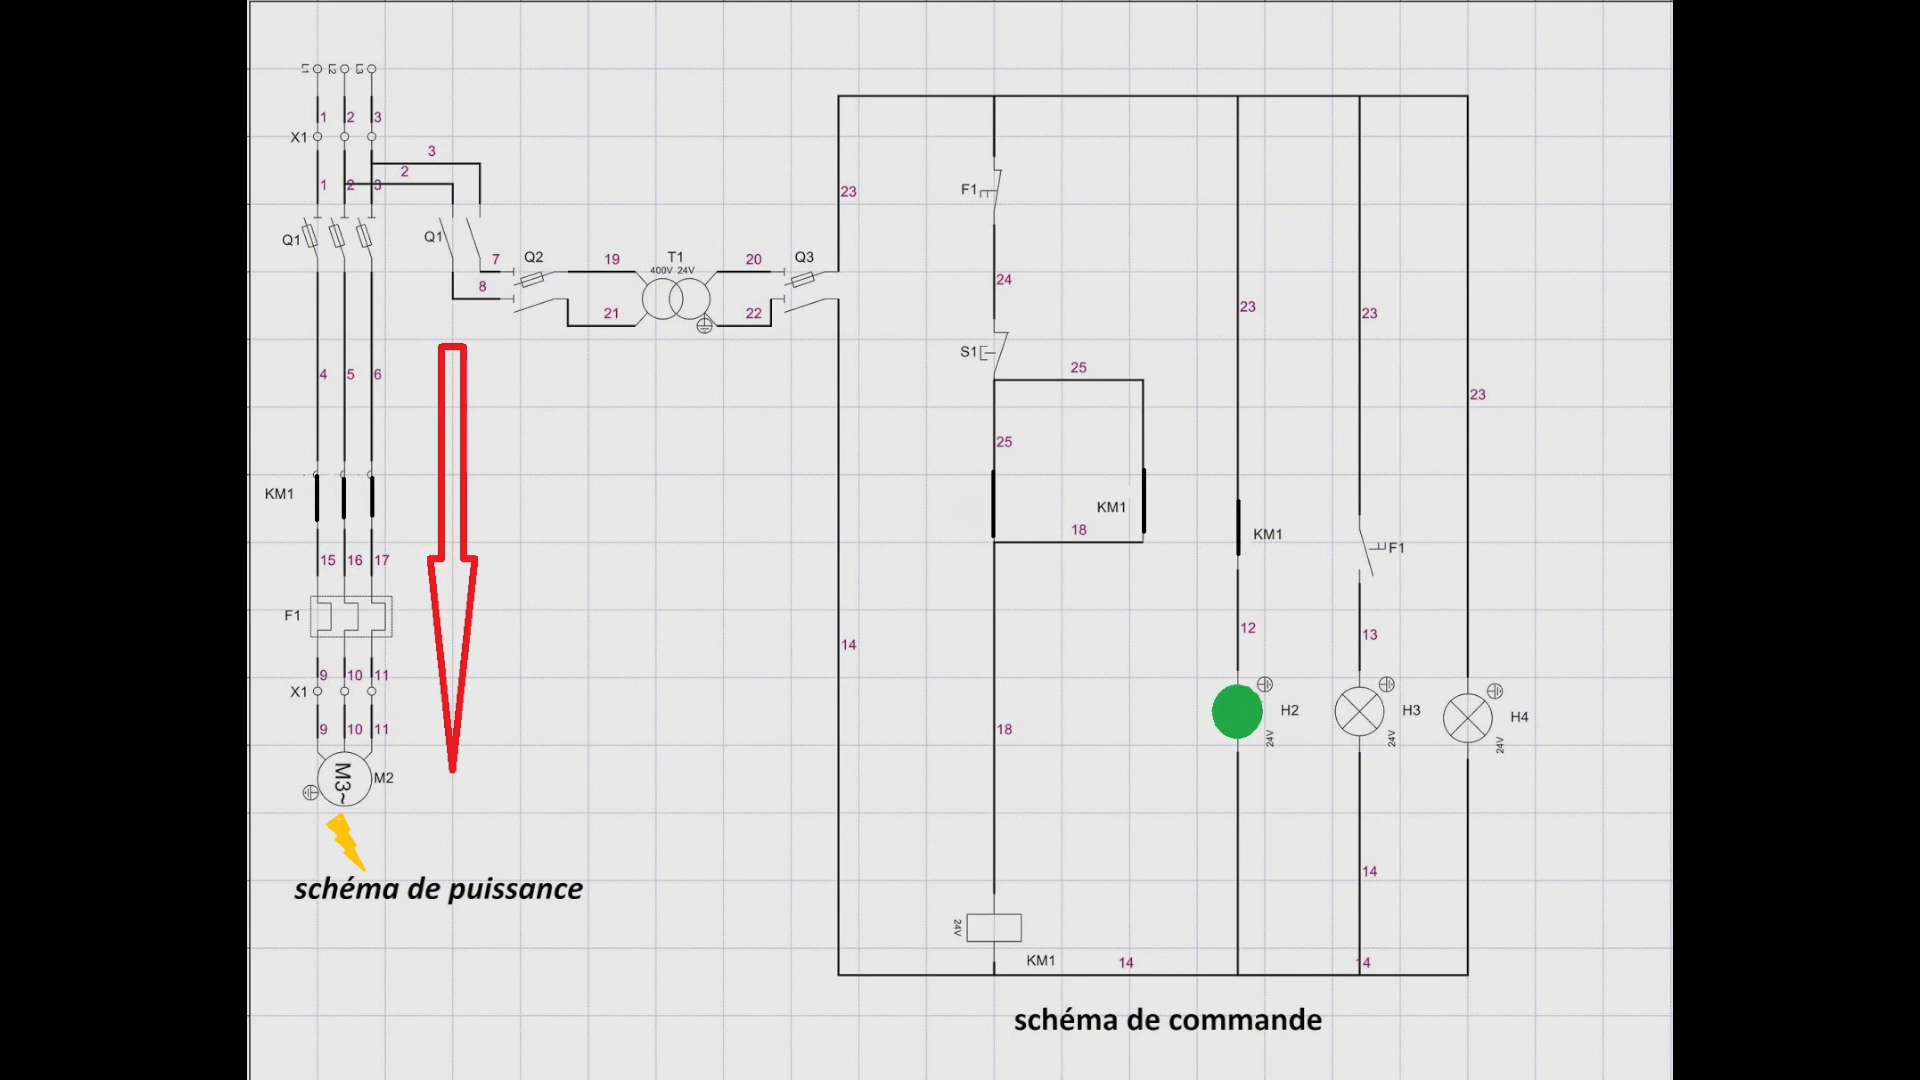 L1 L2 L3
1 2 3
X1
3
2
1 2 3
23
F1
Q1
Q1
7
Q2
19
T1
20
Q3
400V 24V
8
21
22
24
23
23
S1
25
4 5 6
23
25
KM1
KM1
18
KM1
F1
15 16 17
F1
12
13
14
9 10 11
X1
H2
H3
H4
24V
24V
24V
9 10 11
18
M3~
M2
14
schéma de puissance
24V
KM1
14
14
schéma de commande